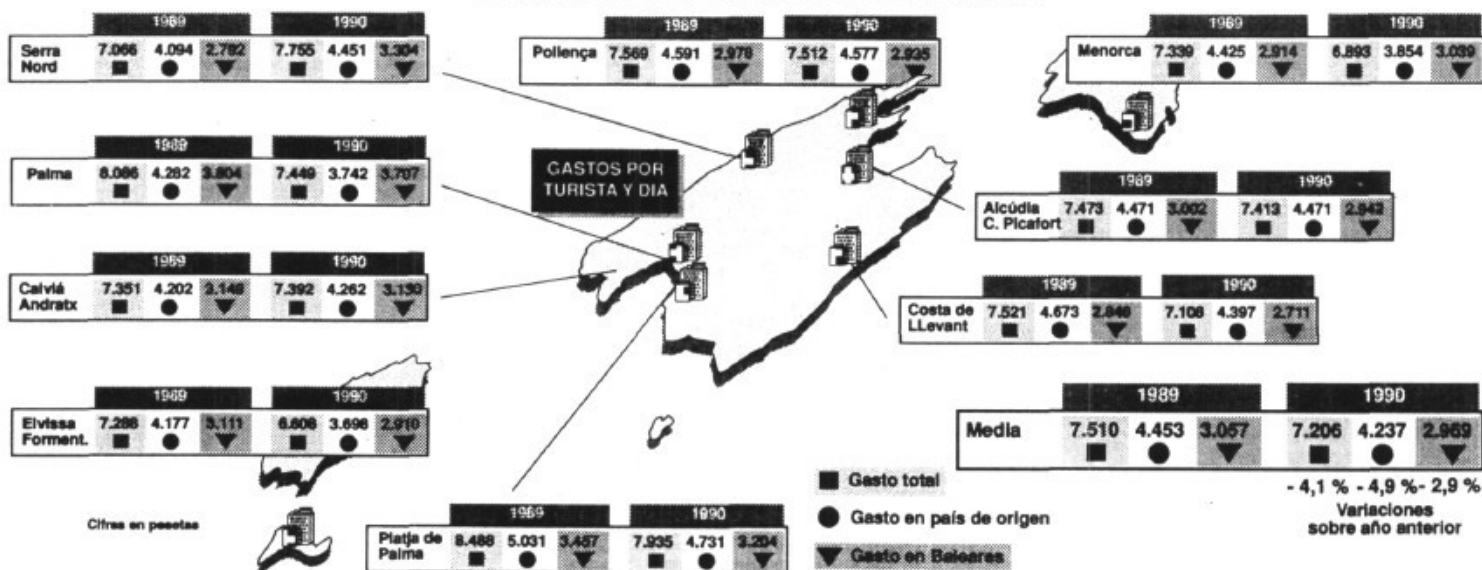 1989 1990
Serra Nord 7.066 4.094 2.782 7.755 4.451 3.304
1989 1990
Pollença 7.569 4.591 2.978 7.512 4.577 2.935
1989 1990
Menorca 7.339 4.425 2.914 6.893 3.854 3.039
1989 1990
Palma 8.086 4.282 3.804 7.449 3.742 3.707
GASTOS POR
TURISTA Y DIA
1989 1990
Alcúdia C. Picafort 7.473 4.471 3.002 7.413 4.471 2.942
1989 1990
Calviá Andratx 7.351 4.202 3.149 7.392 4.262 3.130
1989 1990
Costa de LLevant 7.521 4.673 2.848 7.108 4.397 2.711
1989 1990
Eivissa Forment. 7.288 4.177 3.111 6.608 3.698 2.910
1989 1990
Media 7.510 4.453 3.057 7.206 4.237 2.969
- 4,1 % - 4,9 % - 2,9 %
Variaciones
sobre año anterior
Cifras en pesetas
1989 1990
Platja de Palma 8.488 5.031 3.457 7.935 4.731 3.204
Gasto total
Gasto en país de origen
Gasto en Baleares